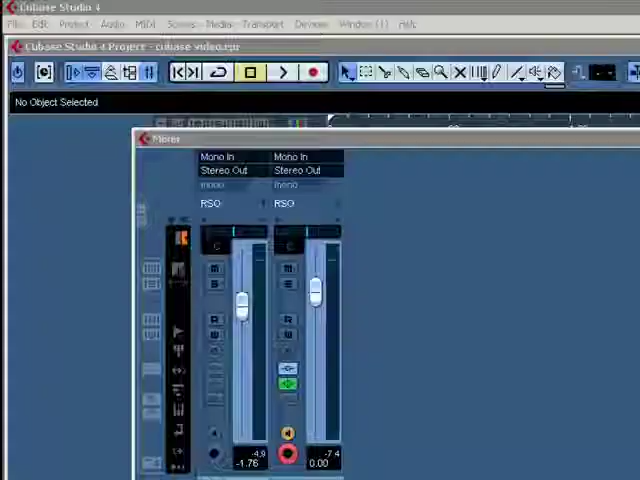 Cubase Studio 4
File Edit Project Audio MIDI Scores Media Transport Devices Window (1) Help
Cubase Studio 4 Project - cubase video.cpr
No Object Selected
Mixer
Mono In Mono In
Stereo Out Stereo Out
mono mono
RSO RSO
C C
m m
S S
R R
W W
-4.9 -7.4
-1.76 0.00